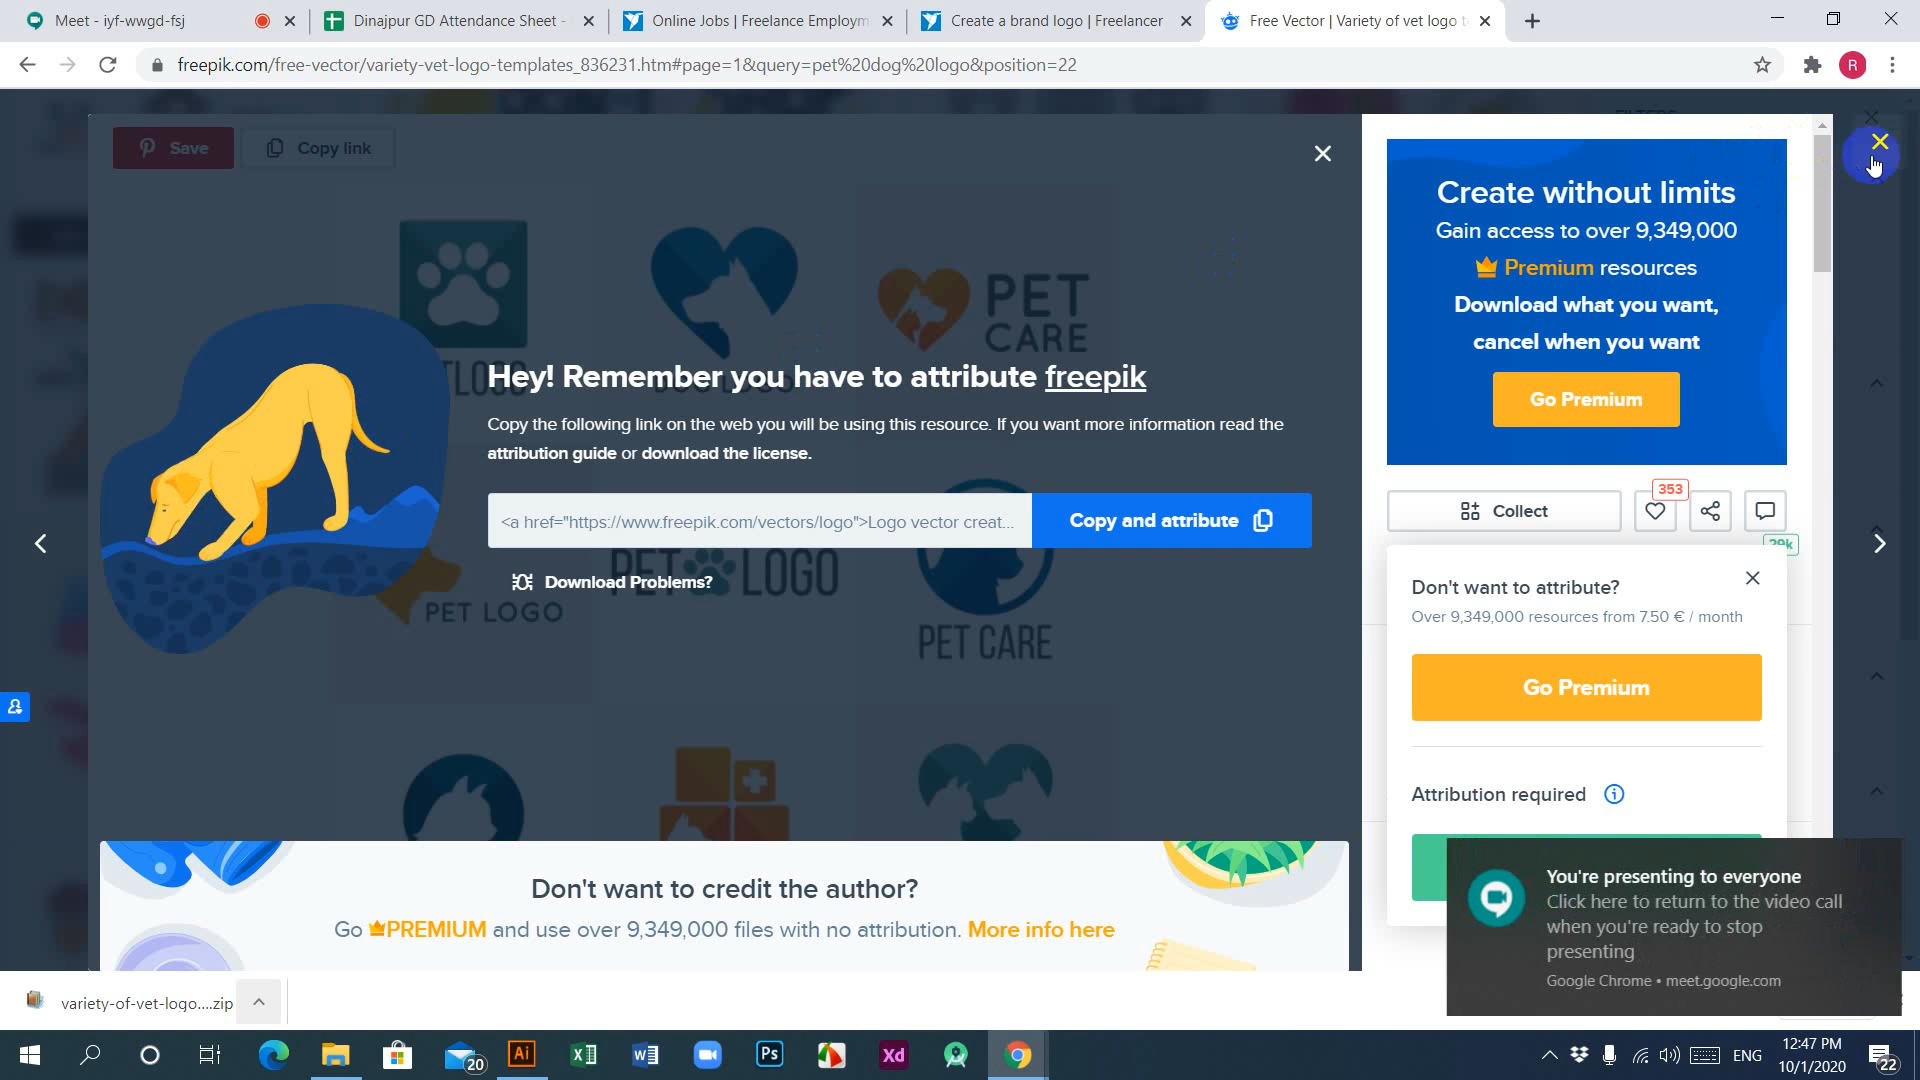 Meet - iyf-wwgd-fsj
Dinajpur GD Attendance Sheet -
Online Jobs | Freelance Employm
Create a brand logo | Freelancer
Free Vector | Variety of vet logo t
freepik.com/free-vector/variety-vet-logo-templates_836231.htm#page=1&query=pet%20dog%20logo&position=22
R
Save
Copy link
PET
CARE
Hey! Remember you have to attribute freepik
Copy the following link on the web you will be using this resource. If you want more information read the
attribution guide or download the license.
<a href="https://www.freepik.com/vectors/logo">Logo vector creat...
Copy and attribute
Download Problems?
PET LOGO
PET LOGO
PET CARE
Don't want to credit the author?
Go PREMIUM and use over 9,349,000 files with no attribution. More info here
Create without limits
Gain access to over 9,349,000
Premium resources
Download what you want,
cancel when you want
Go Premium
353
Collect
Don't want to attribute?
Over 9,349,000 resources from 7.50 € / month
Go Premium
Attribution required
You're presenting to everyone
Click here to return to the video call
when you're ready to stop
presenting
Google Chrome • meet.google.com
variety-of-vet-logo....zip
20
Ai
Ps
Xd
ENG
12:47 PM
10/1/2020
22